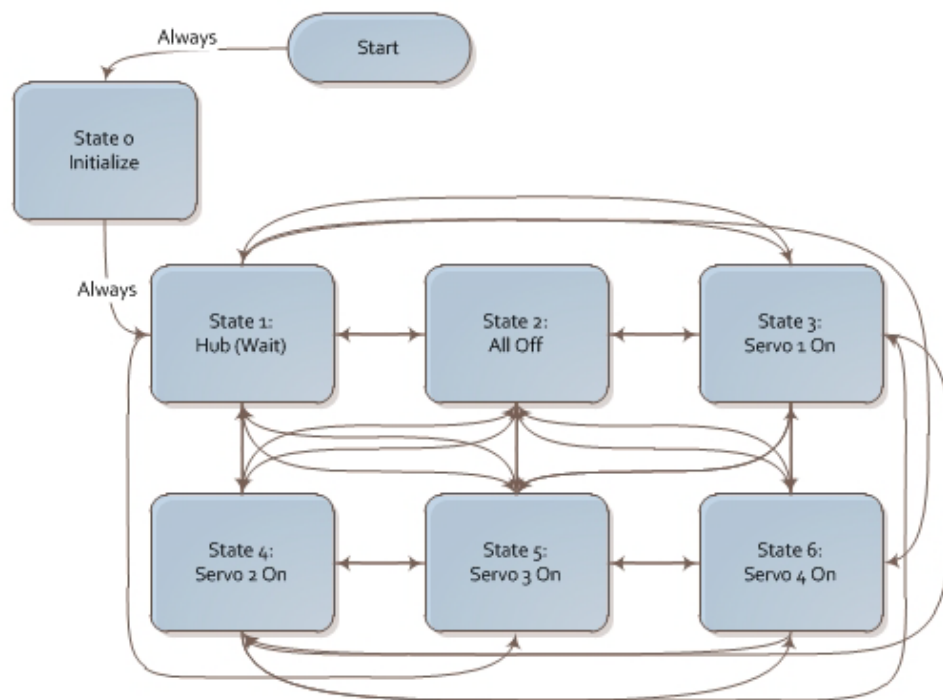 Always
Start
State 0
Initialize
Always
State 1:
Hub (Wait)
State 2:
All Off
State 3:
Servo 1 On
State 4:
Servo 2 On
State 5:
Servo 3 On
State 6:
Servo 4 On